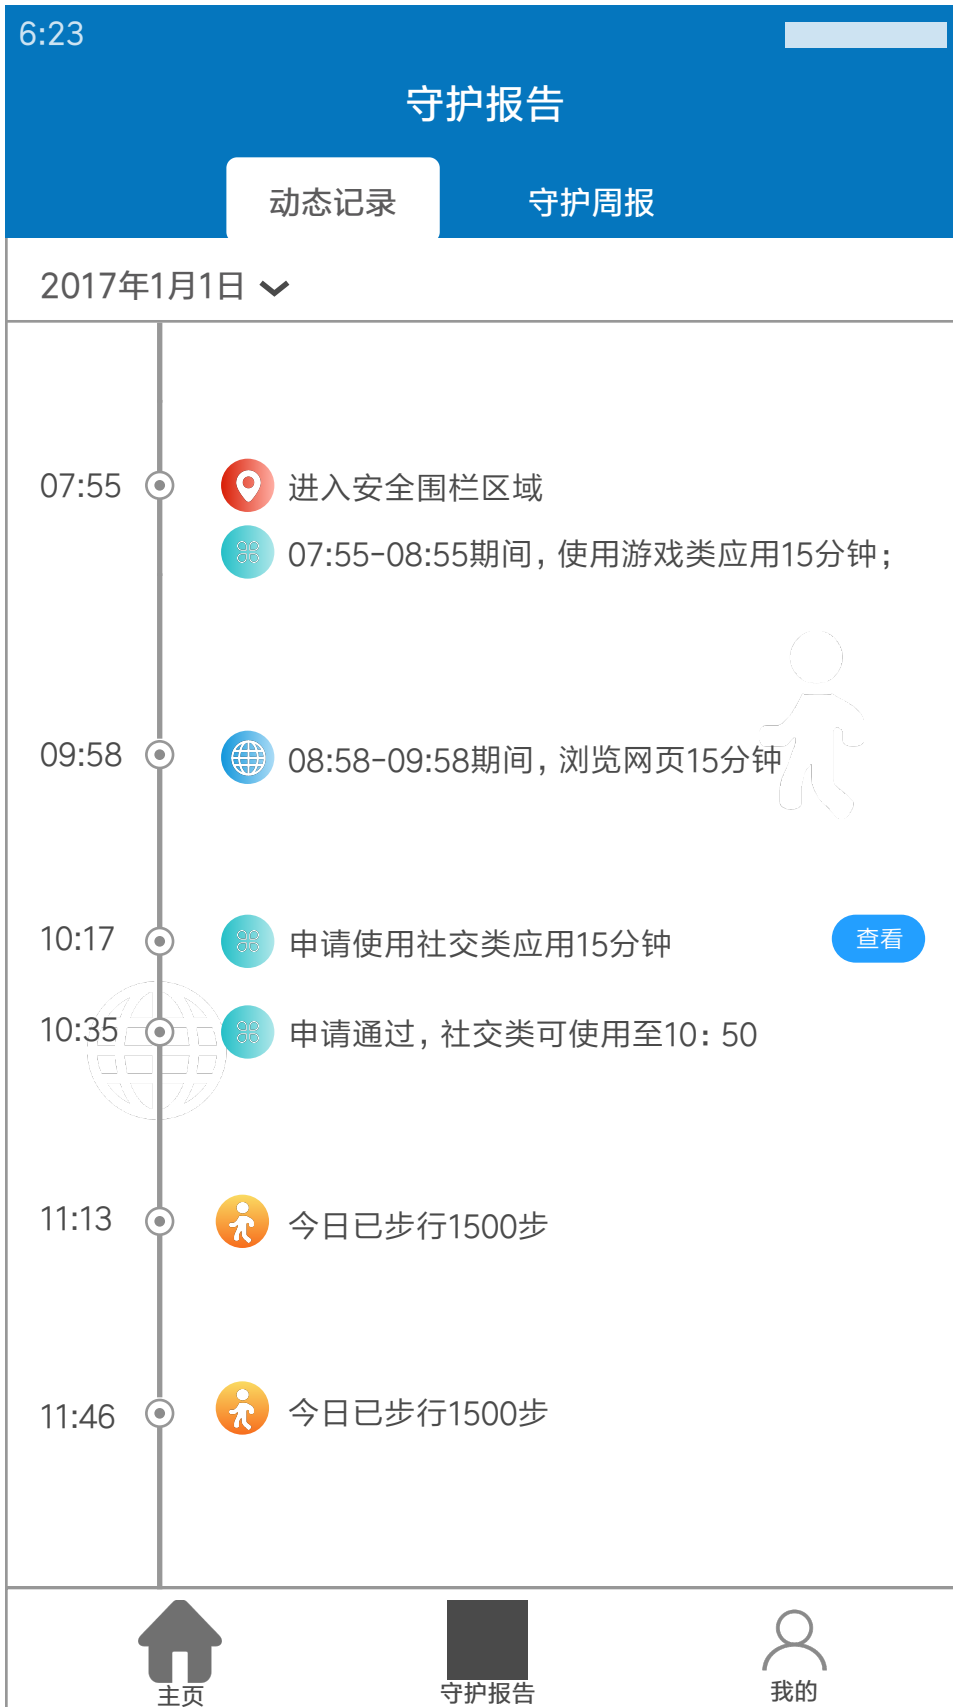 6:23
守护报告
动态记录 守护周报
2017年1月1日
07:55 进入安全围栏区域
07:55-08:55期间，使用游戏类应用15分钟；
09:58 08:58-09:58期间，浏览网页15分钟
10:17 申请使用社交类应用15分钟 查看
10:35 申请通过，社交类可使用至10：50
11:13 今日已步行1500步
11:46 今日已步行1500步
主页 守护报告 我的